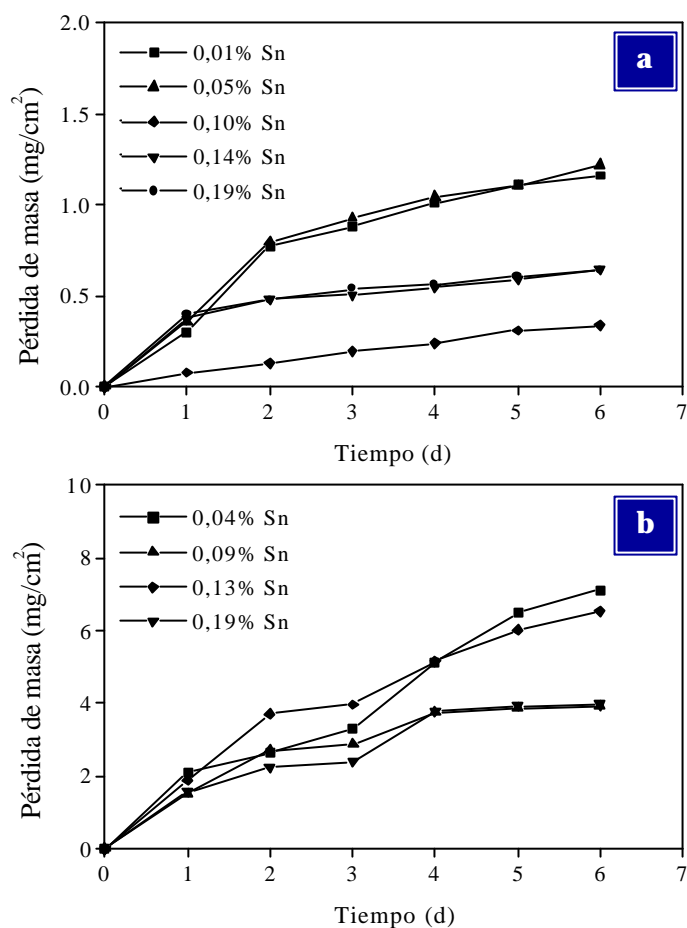 2.0
1.5
1.0
0.5
0.0
Pérdida de masa (mg/cm²)
0,01% Sn
0,05% Sn
0,10% Sn
0,14% Sn
0,19% Sn
a
0 1 2 3 4 5 6 7
Tiempo (d)
10
8
6
4
2
0
Pérdida de masa (mg/cm²)
0,04% Sn
0,09% Sn
0,13% Sn
0,19% Sn
b
0 1 2 3 4 5 6 7
Tiempo (d)